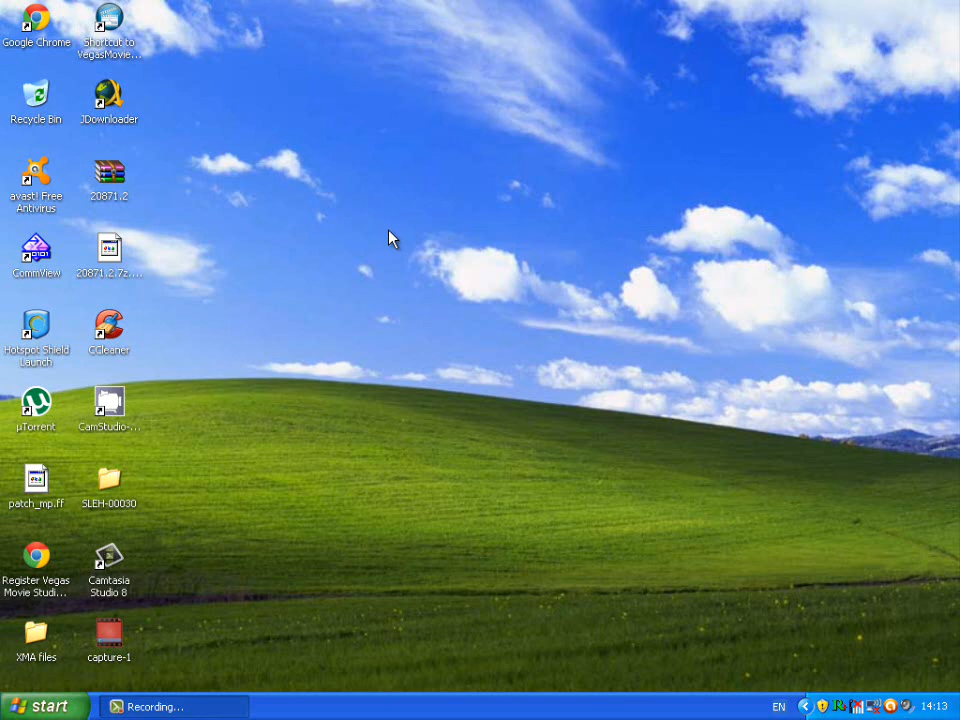 Google Chrome
Shortcut to
VegasMovie...
Recycle Bin
JDownloader
avast! Free
Antivirus
20871.2
CommView
20871.2.7z....
Hotspot Shield
Launch
CCleaner
µTorrent
CamStudio-...
patch_mp.ff
SLEH-00030
Register Vegas
Movie Studi...
Camtasia
Studio 8
XMA files
capture-1
start
Recording...
EN
14:13